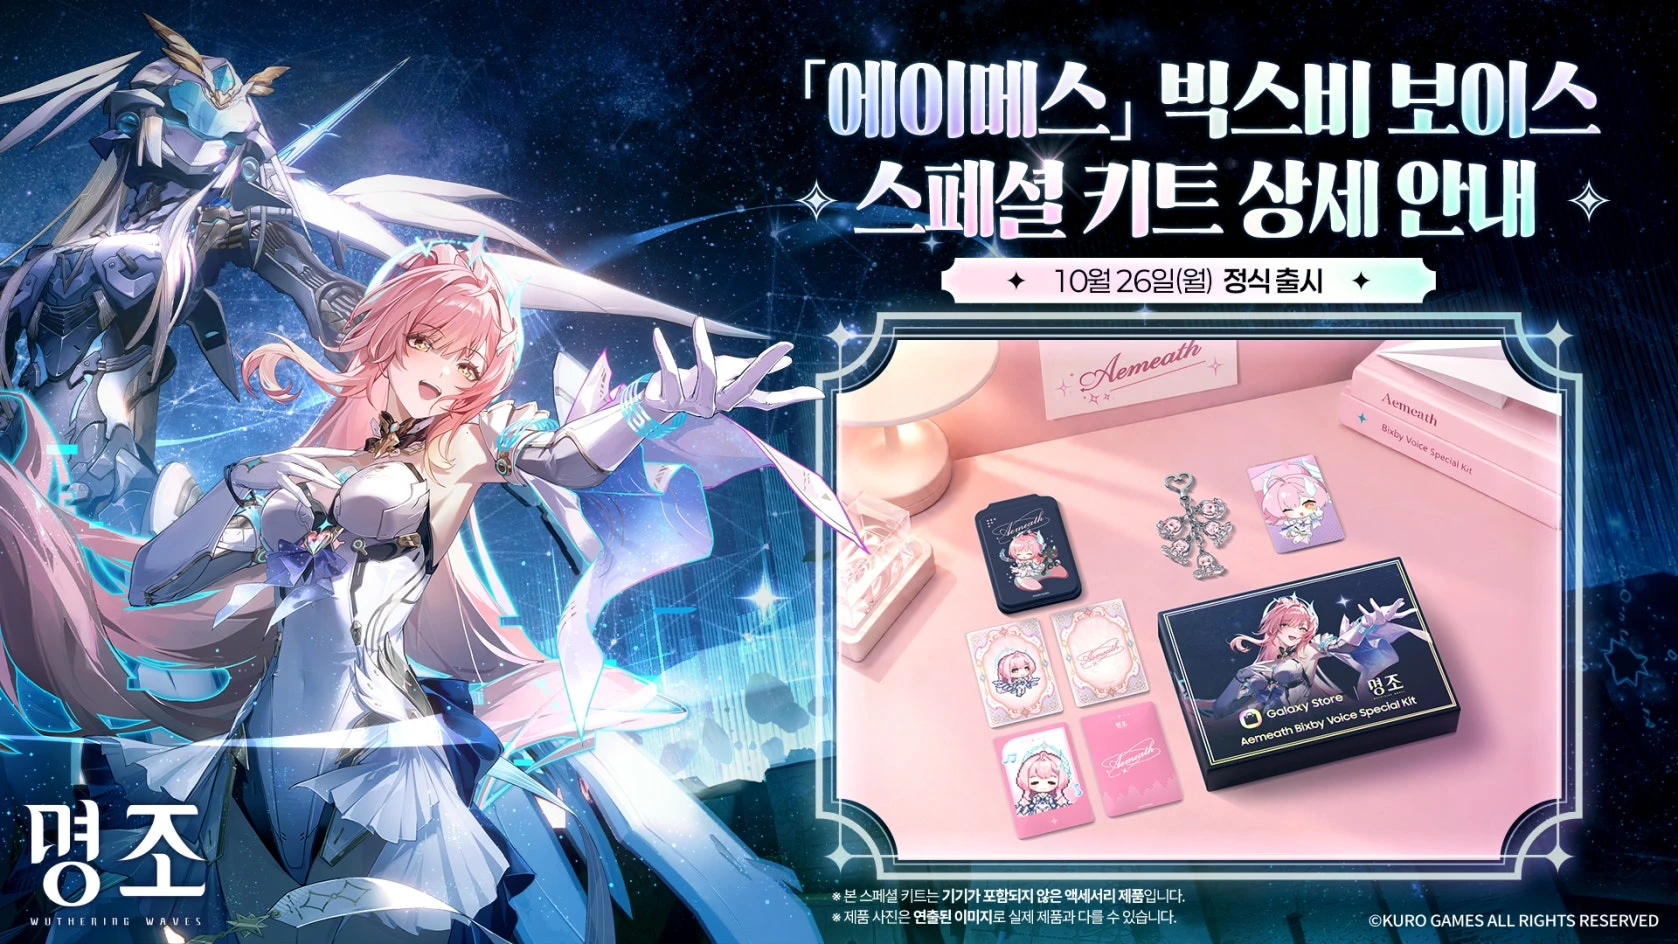 「에이메스」 빅스비 보이스
스페셜 키트 상세 안내
10월 26일(월) 정식 출시
Aemeath
Aemeath
Bixby Voice Special Kit
Aemeath
Aemeath
명조
Aemeath
명조
Galaxy Store
Aemeath Bixby Voice Special Kit
명조
WUTHERING WAVES
※ 본 스페셜 키트는 기기가 포함되지 않은 액세서리 제품입니다.
※ 제품 사진은 연출된 이미지로 실제 제품과 다를 수 있습니다.
©KURO GAMES ALL RIGHTS RESERVED